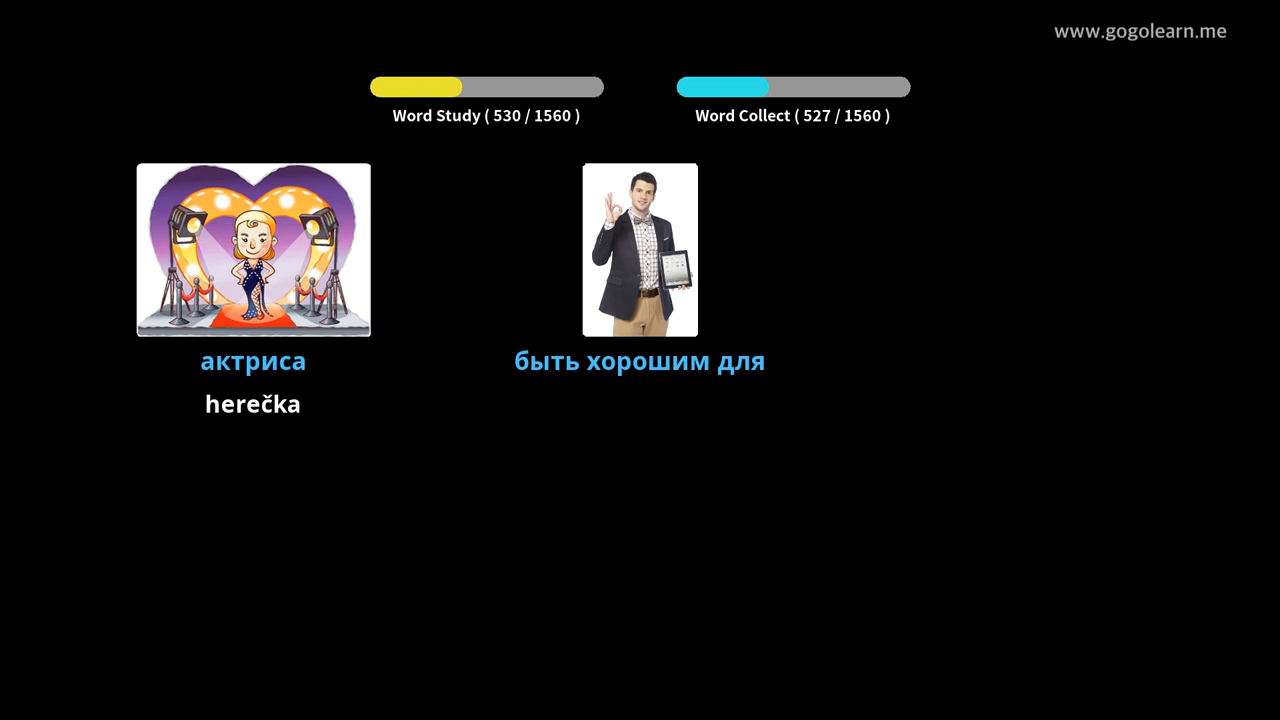 www.gogolearn.me
Word Study ( 530 / 1560 )
Word Collect ( 527 / 1560 )
актриса
быть хорошим для
herečka